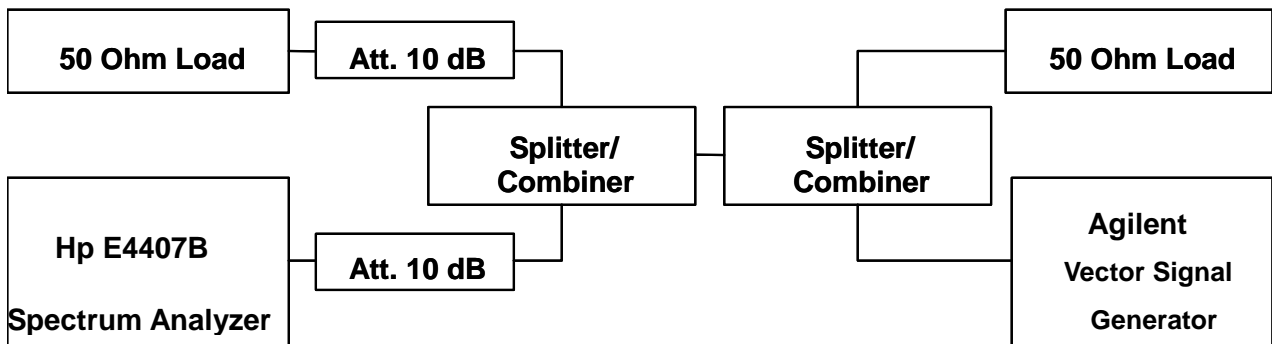 50 Ohm Load
Att. 10 dB
50 Ohm Load
Splitter/
Combiner
Splitter/
Combiner
Hp E4407B
Spectrum Analyzer
Att. 10 dB
Agilent
Vector Signal
Generator